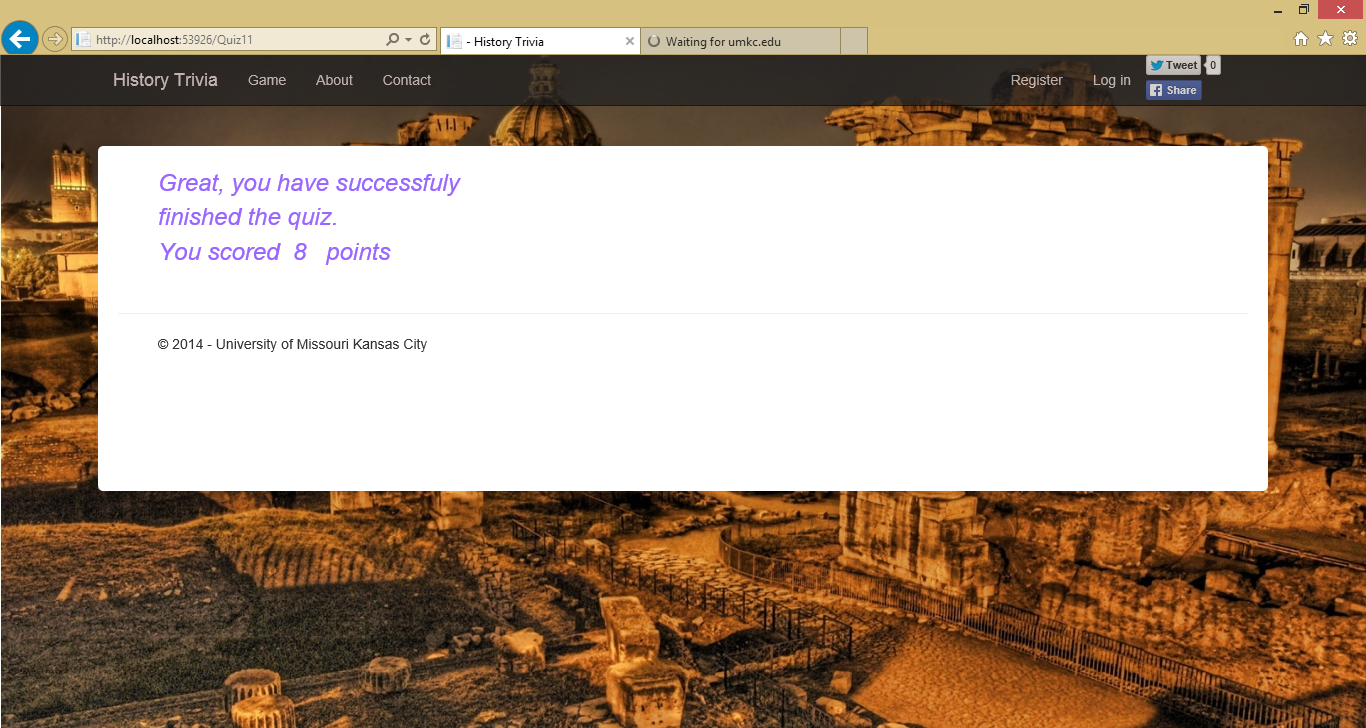 http://localhost:53926/Quiz11
- History Trivia
Waiting for umkc.edu
History Trivia
Game
About
Contact
Register
Log in
Tweet
0
Share
Great, you have successfuly
finished the quiz.
You scored 8 points
© 2014 - University of Missouri Kansas City